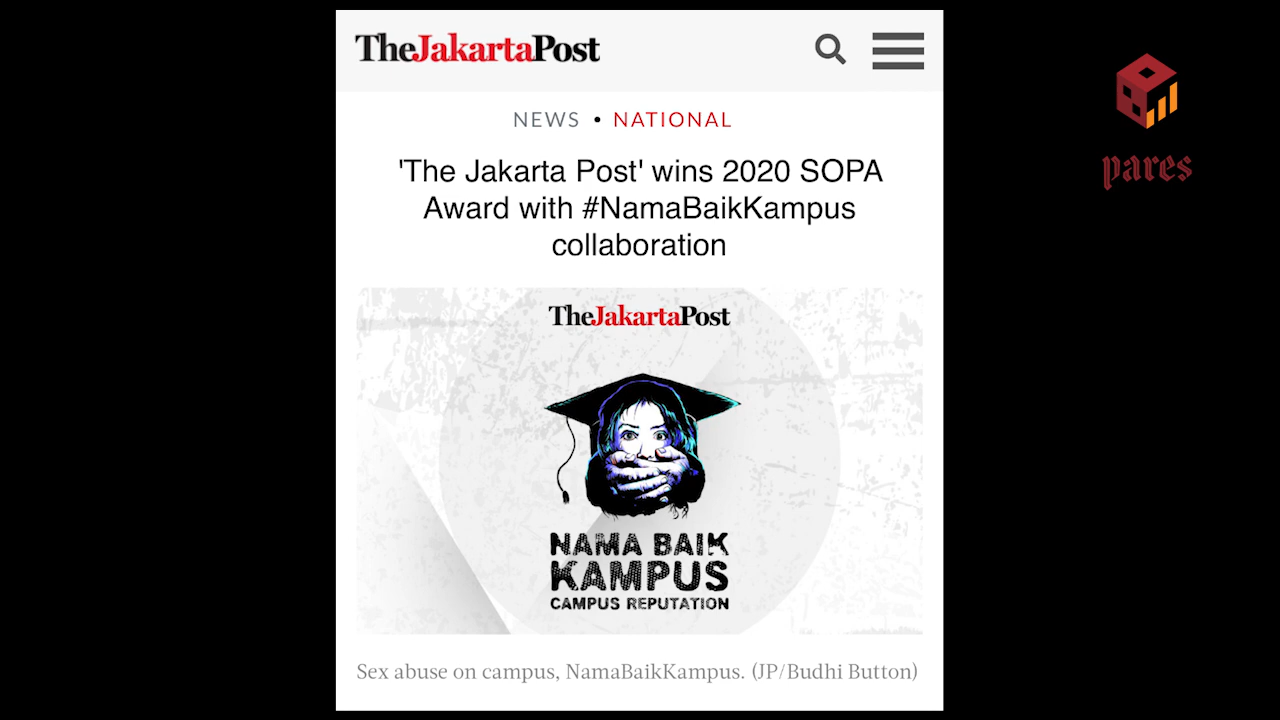 TheJakartaPost
pares
NEWS • NATIONAL
'The Jakarta Post' wins 2020 SOPA
Award with #NamaBaikKampus
collaboration
TheJakartaPost
NAMA BAIK
KAMPUS
CAMPUS REPUTATION
Sex abuse on campus, NamaBaikKampus. (JP/Budhi Button)